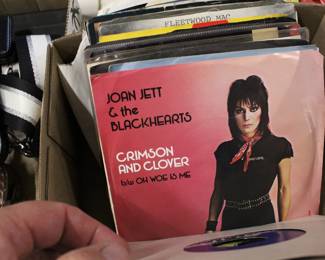 FLEETWOOD MAC
JOAN JETT
& the
BLACKHEARTS
CRIMSON
AND CLOVER
b/w OH WOE IS ME